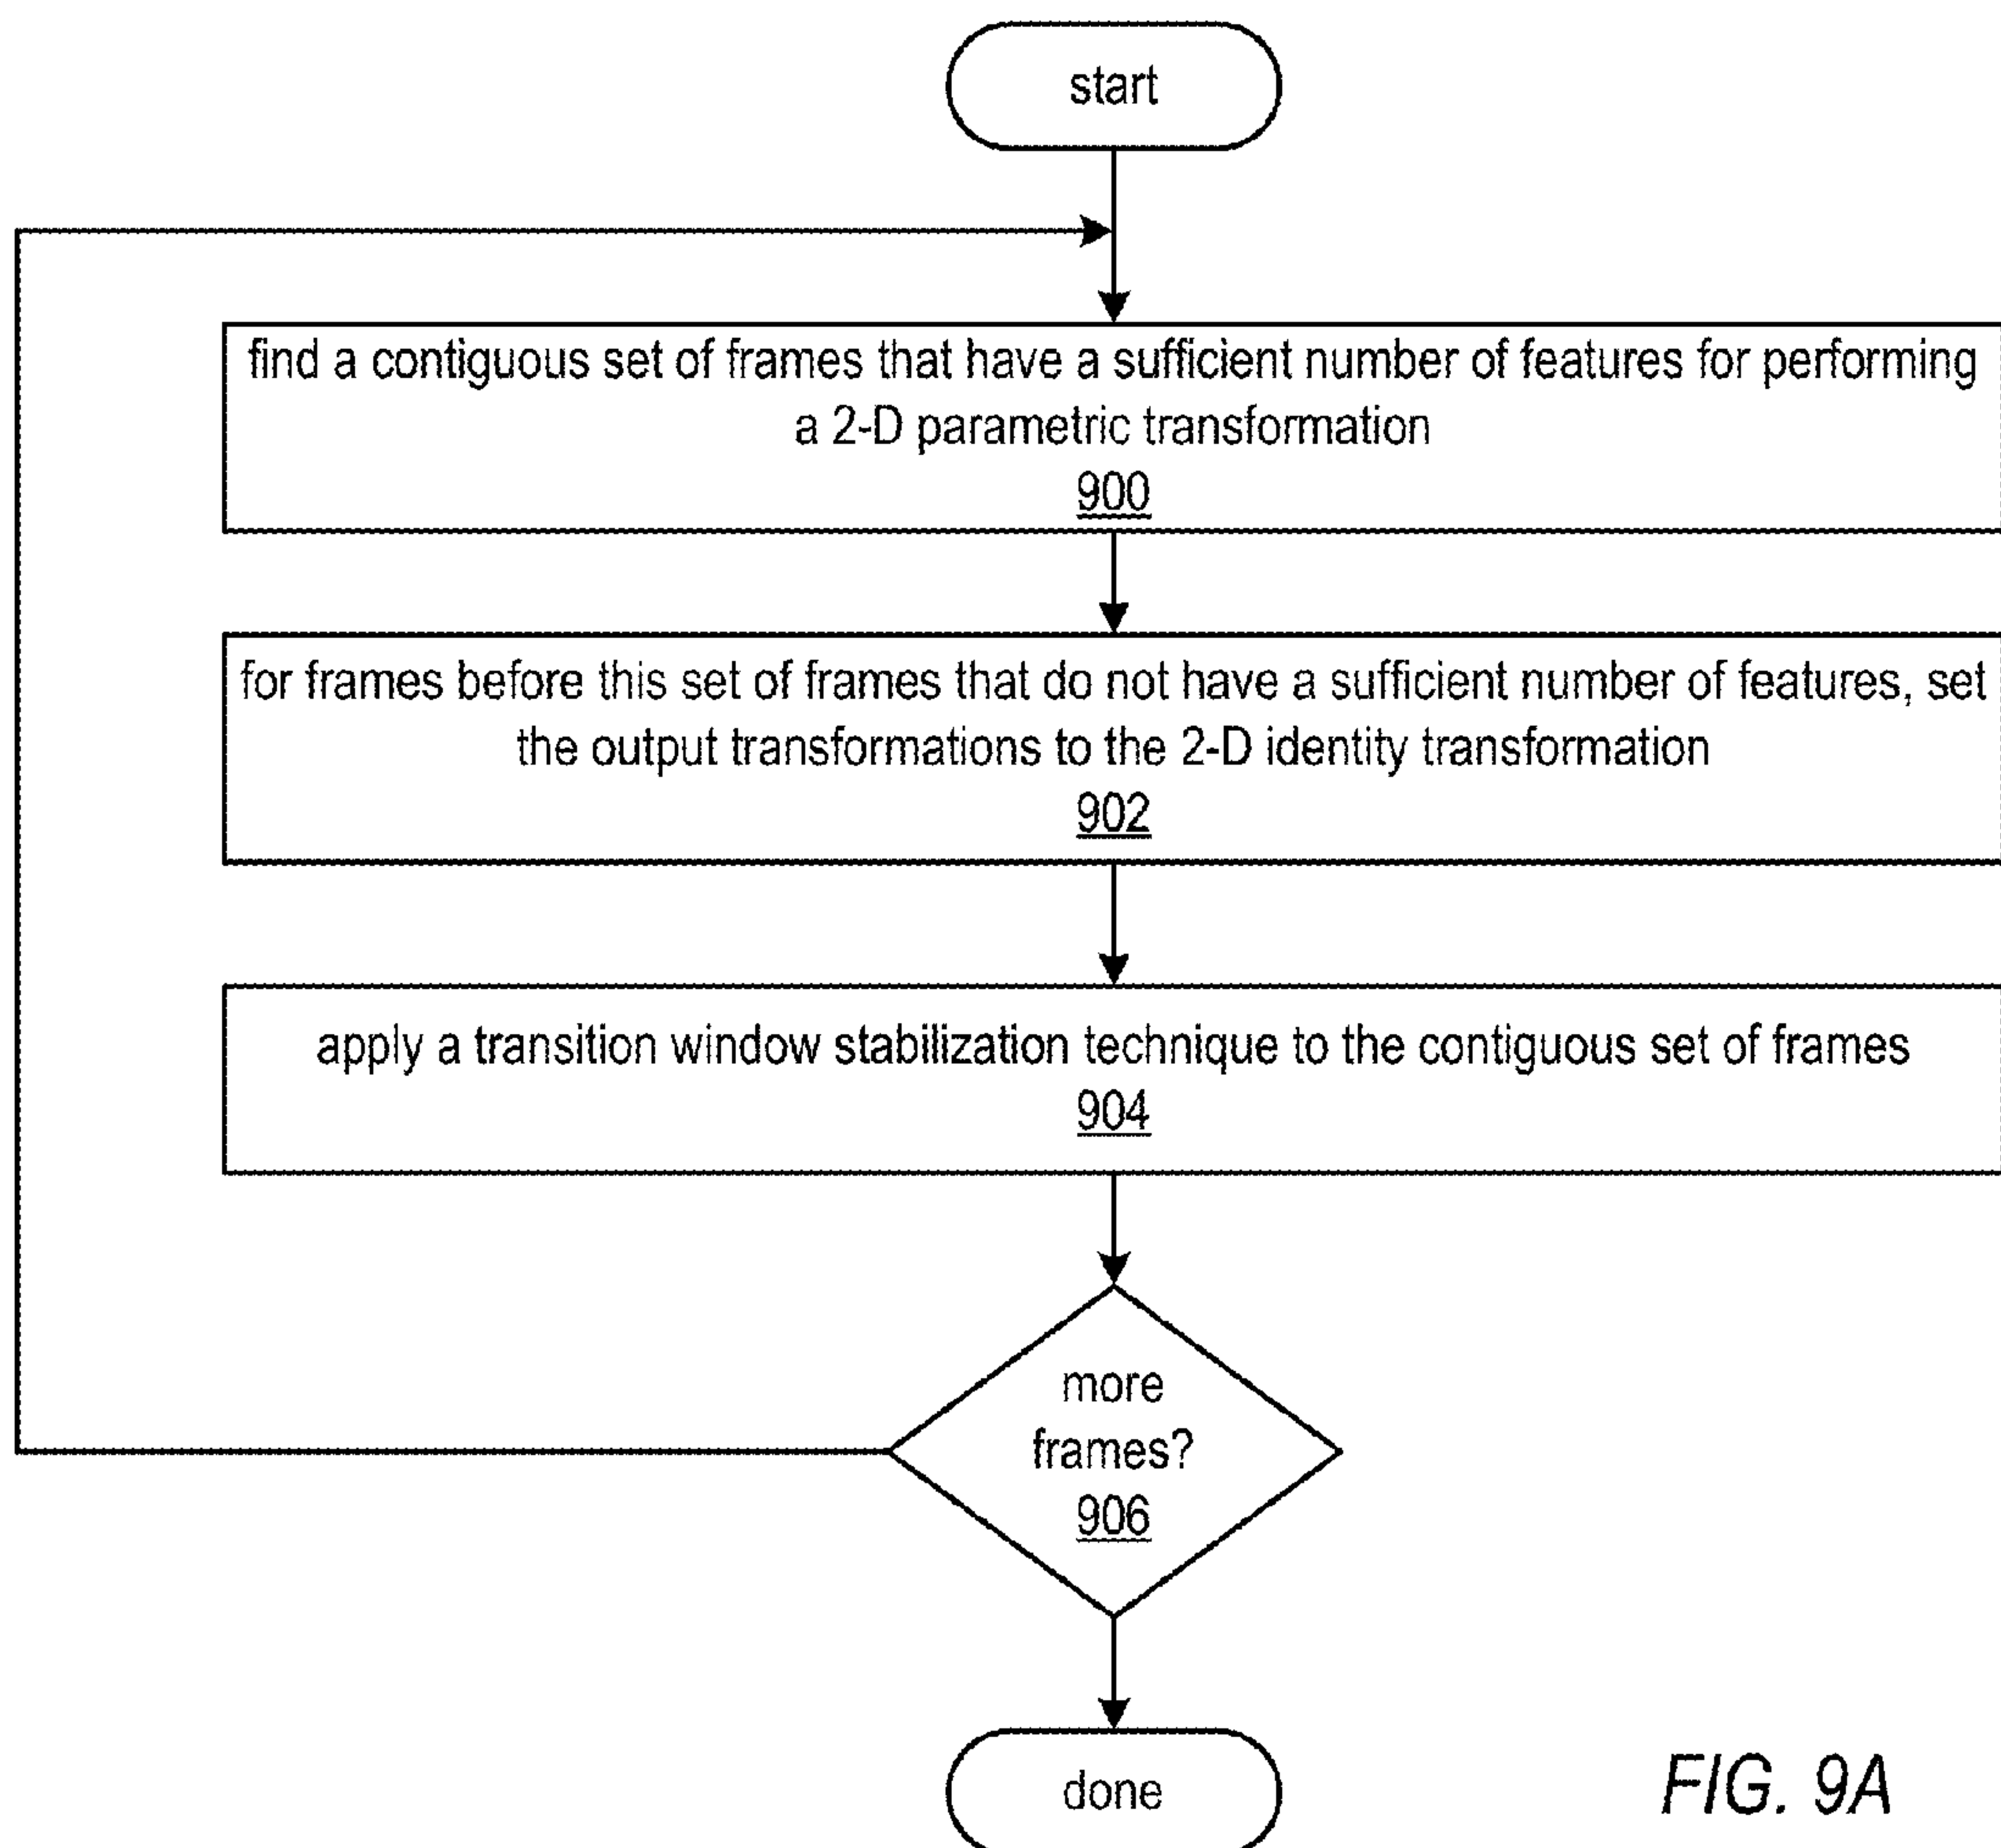 start
find a contiguous set of frames that have a sufficient number of features for performing
a 2-D parametric transformation
900
for frames before this set of frames that do not have a sufficient number of features, set
the output transformations to the 2-D identity transformation
902
apply a transition window stabilization technique to the contiguous set of frames
904
more
frames?
906
done
FIG. 9A